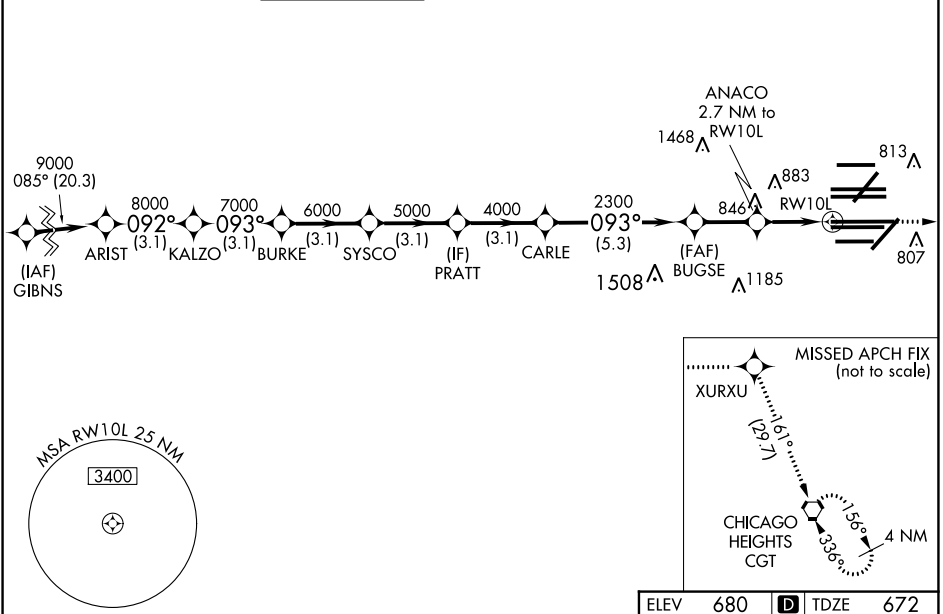 ANACO
2.7 NM to
RW10L
1468
813
883
9000
085° (20.3)
846
RW10L
8000
7000
6000
5000
4000
2300
092°
093°
093°
(3.1)
(3.1)
(3.1)
(3.1)
(3.1)
(5.3)
ARIST
KALZO
BURKE
SYSCO
(IF)
PRATT
CARLE
(FAF)
BUGSE
(IAF)
GIBNS
807
1508
1185
MISSED APCH FIX
(not to scale)
XURXU
161°
(29.7)
MSA RW10L 25 NM
3400
CHICAGO
HEIGHTS
CGT
156°
336°
4 NM
ELEV 680 D TDZE 672